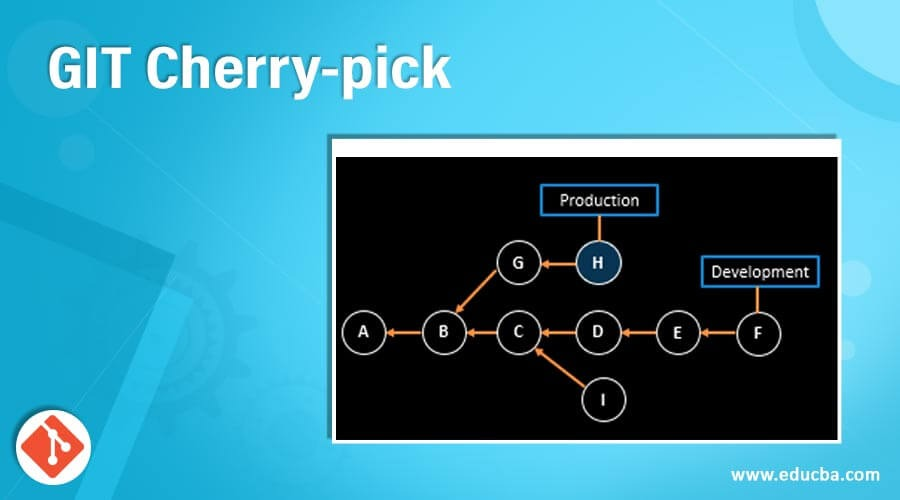 GIT Cherry-pick
Production
G
H
Development
A
B
C
D
E
F
I
www.educba.com